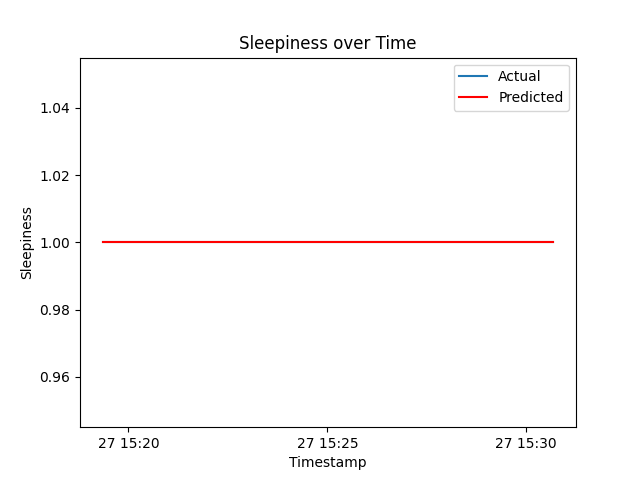 Sleepiness over Time
Actual
Predicted
1.04
1.02
1.00
0.98
0.96
Sleepiness
27 15:20
27 15:25
27 15:30
Timestamp